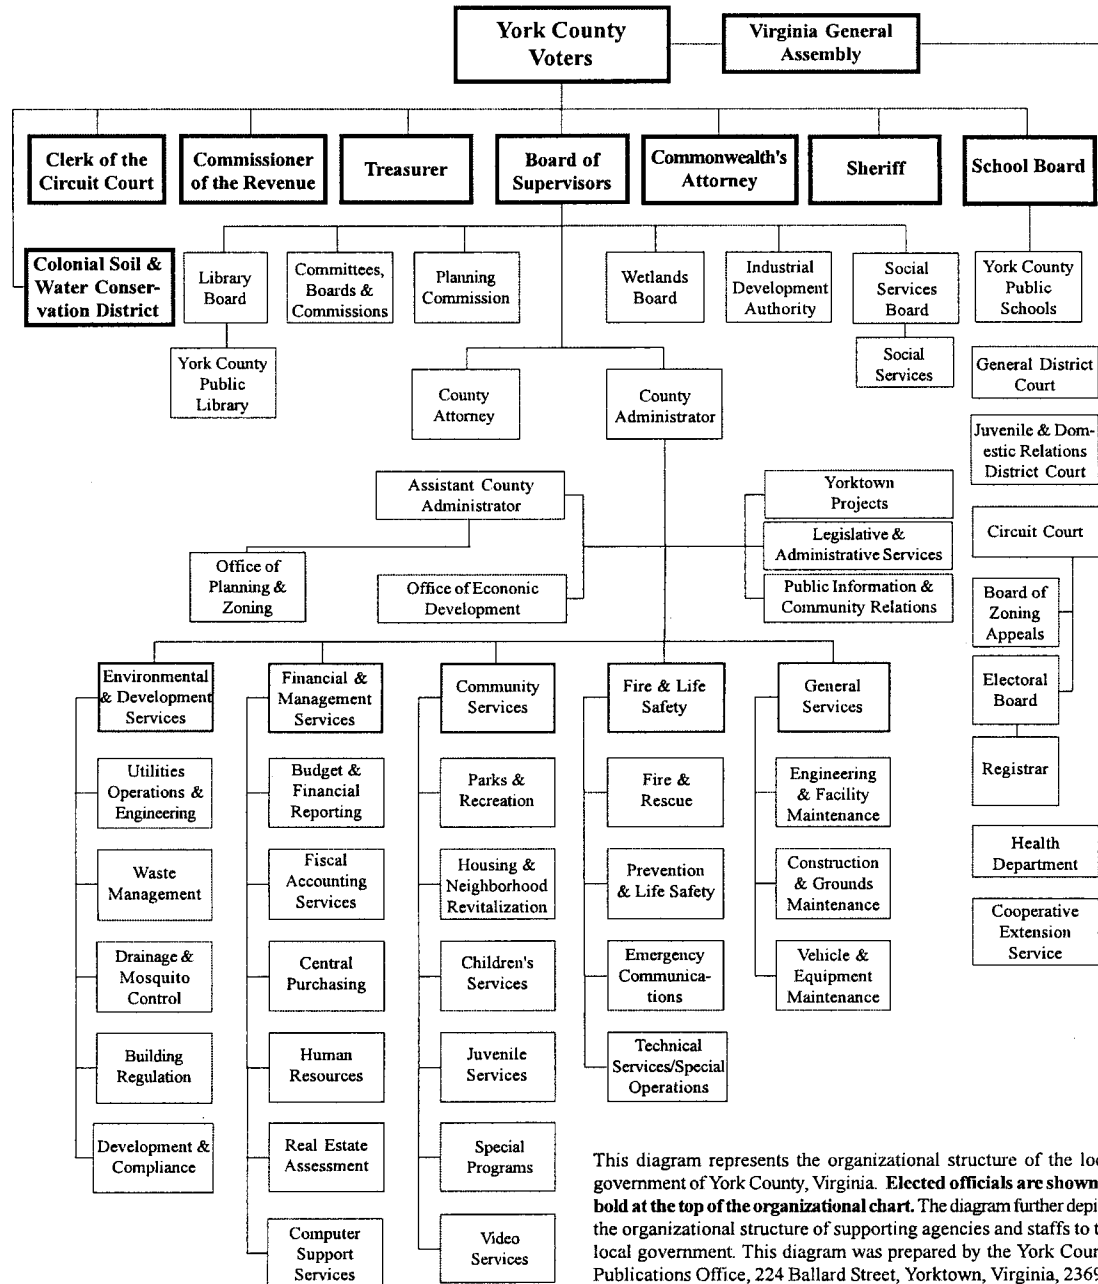 York County
Voters
Virginia General
Assembly
Clerk of the
Circuit Court
Commissioner
of the Revenue
Treasurer
Board of
Supervisors
Commonwealth's
Attorney
Sheriff
School Board
Colonial Soil &
Water Conser-
vation District
Library
Board
Committees,
Boards &
Commissions
Planning
Commission
Wetlands
Board
Industrial
Development
Authority
Social
Services
Board
York County
Public
Schools
York County
Public
Library
County
Attorney
County
Administrator
Social
Services
General District
Court
Juvenile & Dom-
estic Relations
District Court
Assistant County
Administrator
Yorktown
Projects
Legislative &
Administrative Services
Circuit Court
Office of
Planning &
Zoning
Office of Econonic
Development
Public Information &
Community Relations
Board of
Zoning
Appeals
Electoral
Board
Registrar
Health
Department
Cooperative
Extension
Service
Environmental
& Development
Services
Financial &
Management
Services
Community
Services
Fire & Life
Safety
General
Services
Utilities
Operations &
Engineering
Budget &
Financial
Reporting
Parks &
Recreation
Fire &
Rescue
Engineering
& Facility
Maintenance
Waste
Management
Fiscal
Accounting
Services
Housing &
Neighborhood
Revitalization
Prevention
& Life Safety
Construction
& Grounds
Maintenance
Drainage &
Mosquito
Control
Central
Purchasing
Children's
Services
Emergency
Communica-
tions
Vehicle &
Equipment
Maintenance
Building
Regulation
Human
Resources
Juvenile
Services
Technical
Services/Special
Operations
Development &
Compliance
Real Estate
Assessment
Special
Programs
Computer
Support
Services
Video
Services
This diagram represents the organizational structure of the loc
government of York County, Virginia. Elected officials are shown
bold at the top of the organizational chart. The diagram further depi
the organizational structure of supporting agencies and staffs to t
local government. This diagram was prepared by the York Coun
Publications Office, 224 Ballard Street, Yorktown, Virginia, 2369